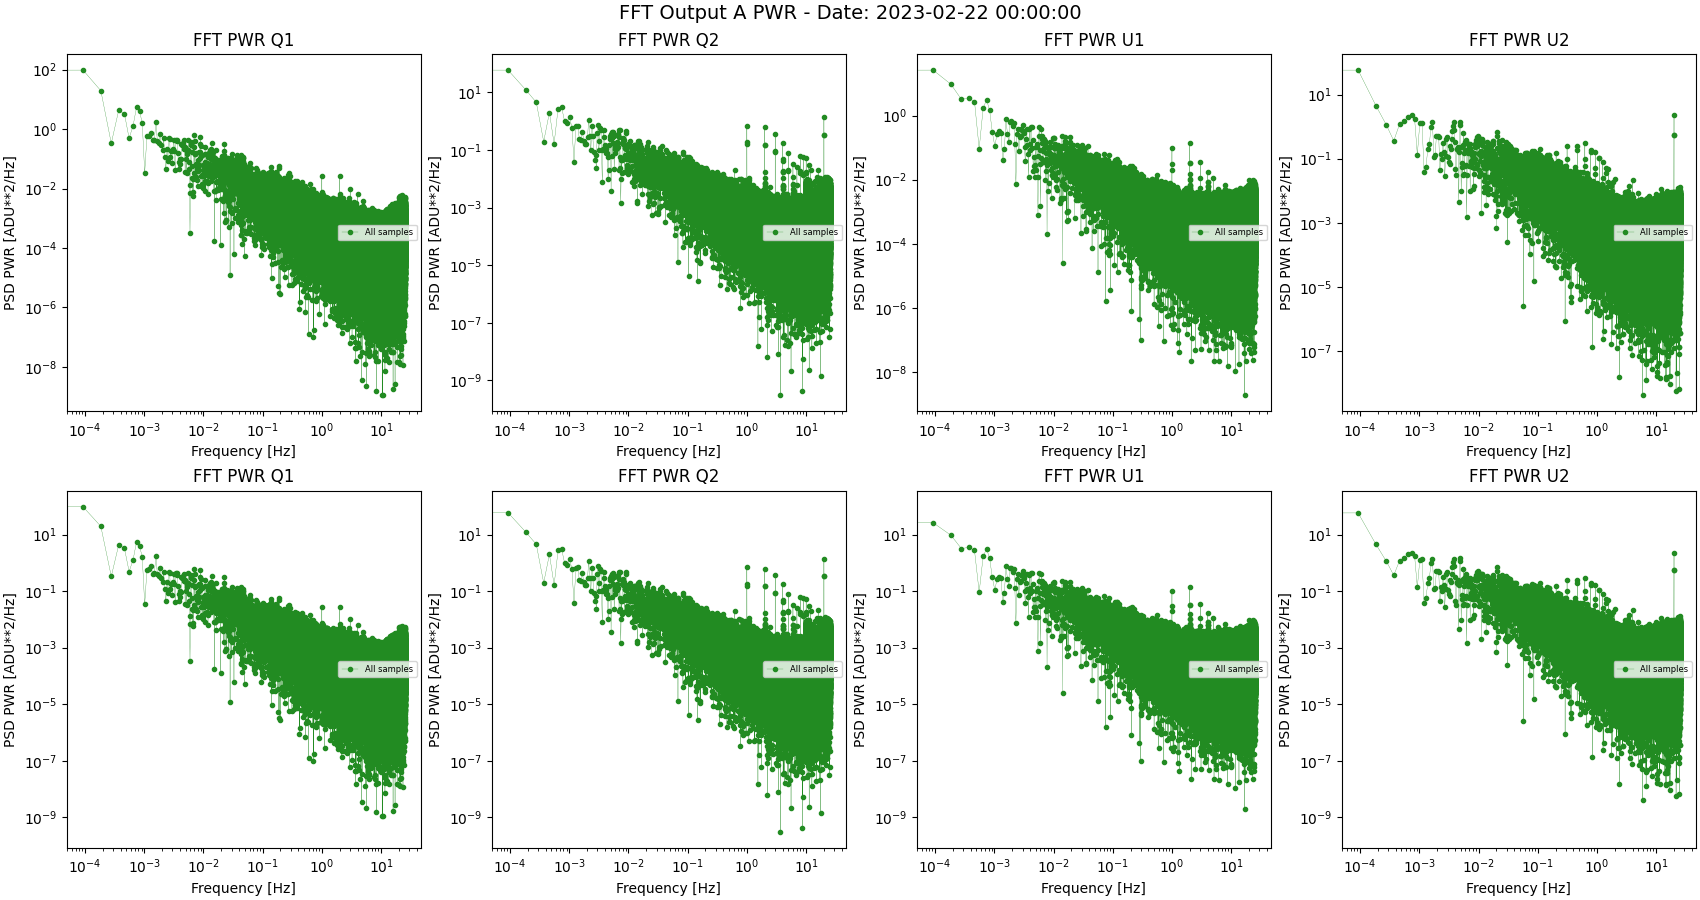 FFT Output A PWR - Date: 2023-02-22 00:00:00
FFT PWR Q1
PSD PWR [ADU**2/Hz]
10^2
10^0
10^-2
10^-4
10^-6
10^-8
All samples
10^-4 10^-3 10^-2 10^-1 10^0 10^1
Frequency [Hz]
FFT PWR Q2
PSD PWR [ADU**2/Hz]
10^1
10^-1
10^-3
10^-5
10^-7
10^-9
All samples
10^-4 10^-3 10^-2 10^-1 10^0 10^1
Frequency [Hz]
FFT PWR U1
PSD PWR [ADU**2/Hz]
10^0
10^-2
10^-4
10^-6
10^-8
All samples
10^-4 10^-3 10^-2 10^-1 10^0 10^1
Frequency [Hz]
FFT PWR U2
PSD PWR [ADU**2/Hz]
10^1
10^-1
10^-3
10^-5
10^-7
All samples
10^-4 10^-3 10^-2 10^-1 10^0 10^1
Frequency [Hz]
FFT PWR Q1
PSD PWR [ADU**2/Hz]
10^1
10^-1
10^-3
10^-5
10^-7
10^-9
All samples
10^-4 10^-3 10^-2 10^-1 10^0 10^1
Frequency [Hz]
FFT PWR Q2
PSD PWR [ADU**2/Hz]
10^1
10^-1
10^-3
10^-5
10^-7
10^-9
All samples
10^-4 10^-3 10^-2 10^-1 10^0 10^1
Frequency [Hz]
FFT PWR U1
PSD PWR [ADU**2/Hz]
10^1
10^-1
10^-3
10^-5
10^-7
10^-9
All samples
10^-4 10^-3 10^-2 10^-1 10^0 10^1
Frequency [Hz]
FFT PWR U2
PSD PWR [ADU**2/Hz]
10^1
10^-1
10^-3
10^-5
10^-7
10^-9
All samples
10^-4 10^-3 10^-2 10^-1 10^0 10^1
Frequency [Hz]